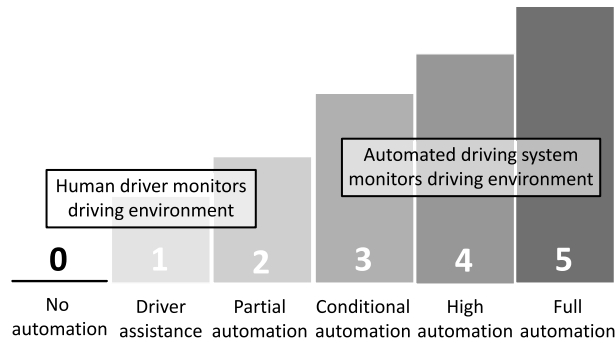 Automated driving system
monitors driving environment
Human driver monitors
driving environment
0 1 2 3 4 5
No automation
Driver assistance
Partial automation
Conditional automation
High automation
Full automation